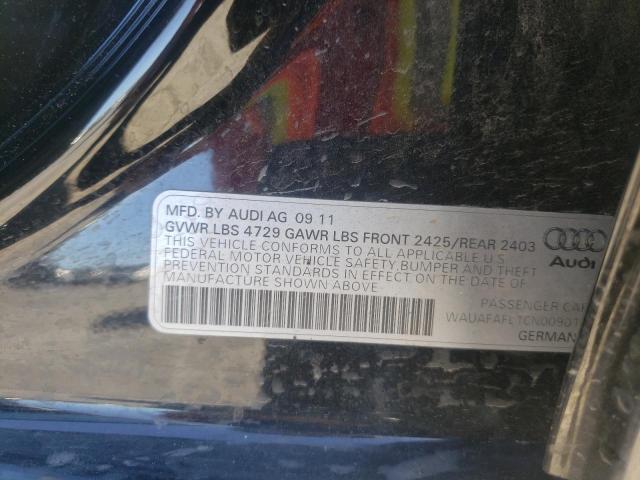 MFD. BY AUDI AG 09 11
GVWR LBS 4729 GAWR LBS FRONT 2425/REAR 2403
THIS VEHICLE CONFORMS TO ALL APPLICABLE U.S
FEDERAL MOTOR VEHICLE SAFETY, BUMPER AND THEFT
PREVENTION STANDARDS IN EFFECT ON THE DATE OF
MANUFACTURE SHOWN ABOVE.
Audi
PASSENGER CAR
GERMAN